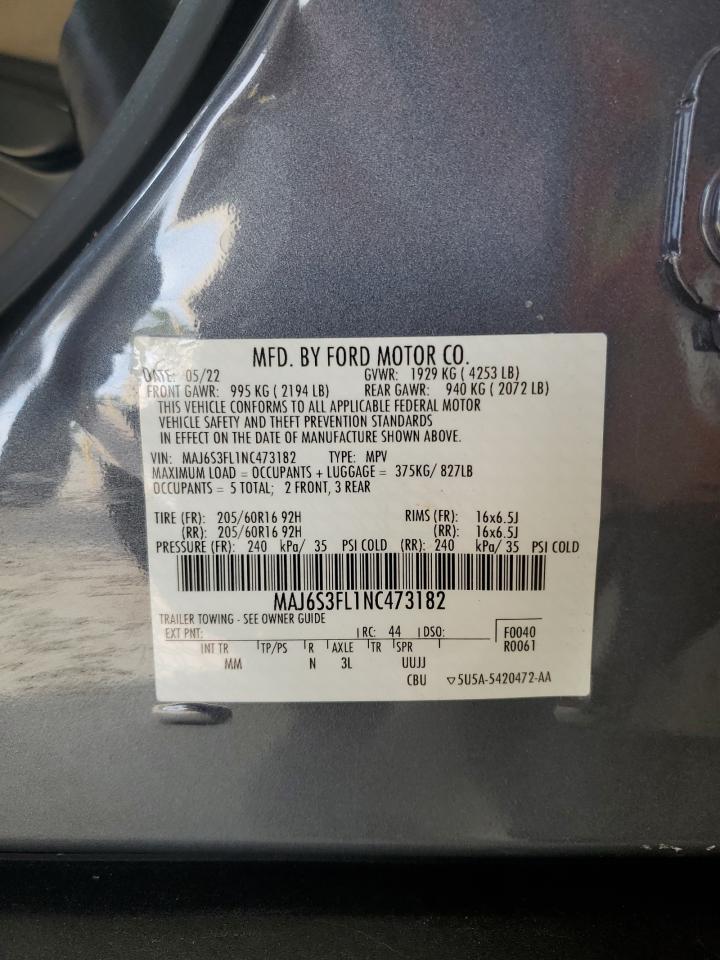 MFD. BY FORD MOTOR CO.
DATE: 05/22 GVWR: 1929 KG ( 4253 LB)
FRONT GAWR: 995 KG ( 2194 LB) REAR GAWR: 940 KG ( 2072 LB)
THIS VEHICLE CONFORMS TO ALL APPLICABLE FEDERAL MOTOR
VEHICLE SAFETY AND THEFT PREVENTION STANDARDS
IN EFFECT ON THE DATE OF MANUFACTURE SHOWN ABOVE.
VIN: MAJ6S3FL1NC473182 TYPE: MPV
MAXIMUM LOAD = OCCUPANTS + LUGGAGE = 375KG/ 827LB
OCCUPANTS = 5 TOTAL; 2 FRONT, 3 REAR
TIRE (FR): 205/60R16 92H RIMS (FR): 16x6.5J
(RR): 205/60R16 92H (RR): 16x6.5J
PRESSURE (FR): 240 kPa/ 35 PSI COLD (RR): 240 kPa/ 35 PSI COLD
MAJ6S3FL1NC473182
TRAILER TOWING - SEE OWNER GUIDE
EXT PNT: RC: 44 DSO: F0040
INT TR TP/PS R AXLE TR SPR R0061
MM N 3L UUJJ
CBU ▽5U5A-5420472-AA